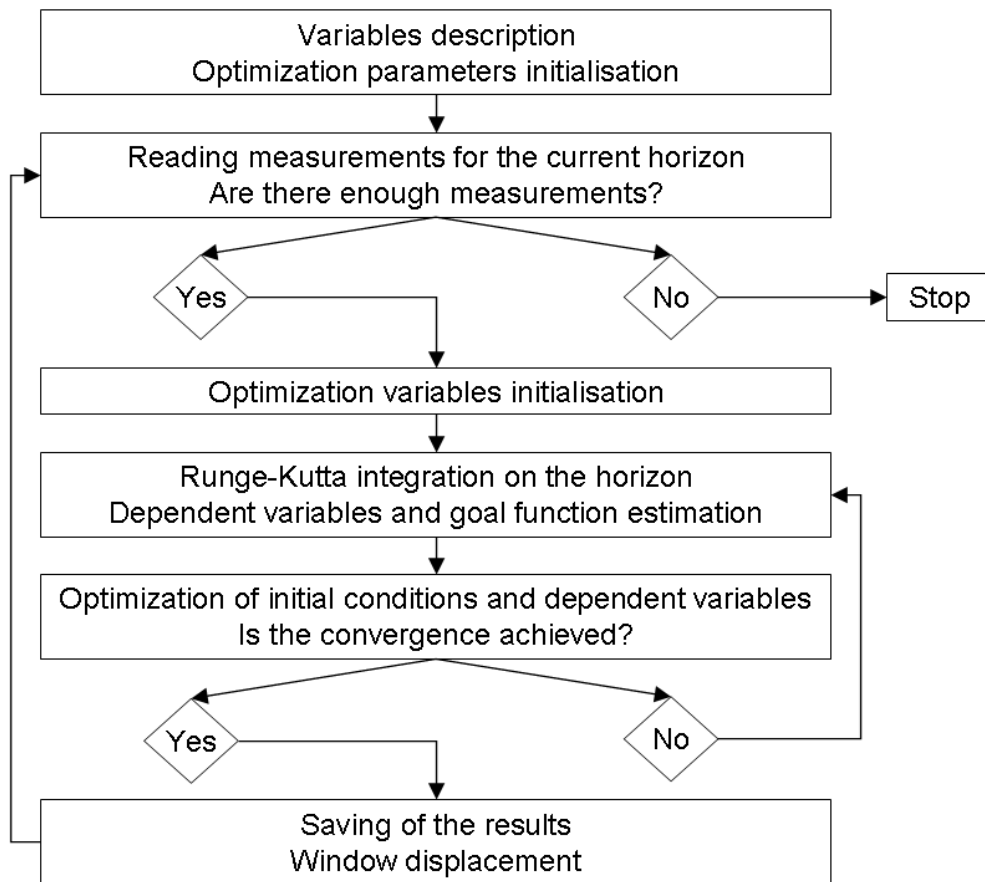 Variables description
Optimization parameters initialisation
Reading measurements for the current horizon
Are there enough measurements?
Yes
No
Stop
Optimization variables initialisation
Runge-Kutta integration on the horizon
Dependent variables and goal function estimation
Optimization of initial conditions and dependent variables
Is the convergence achieved?
Yes
No
Saving of the results
Window displacement